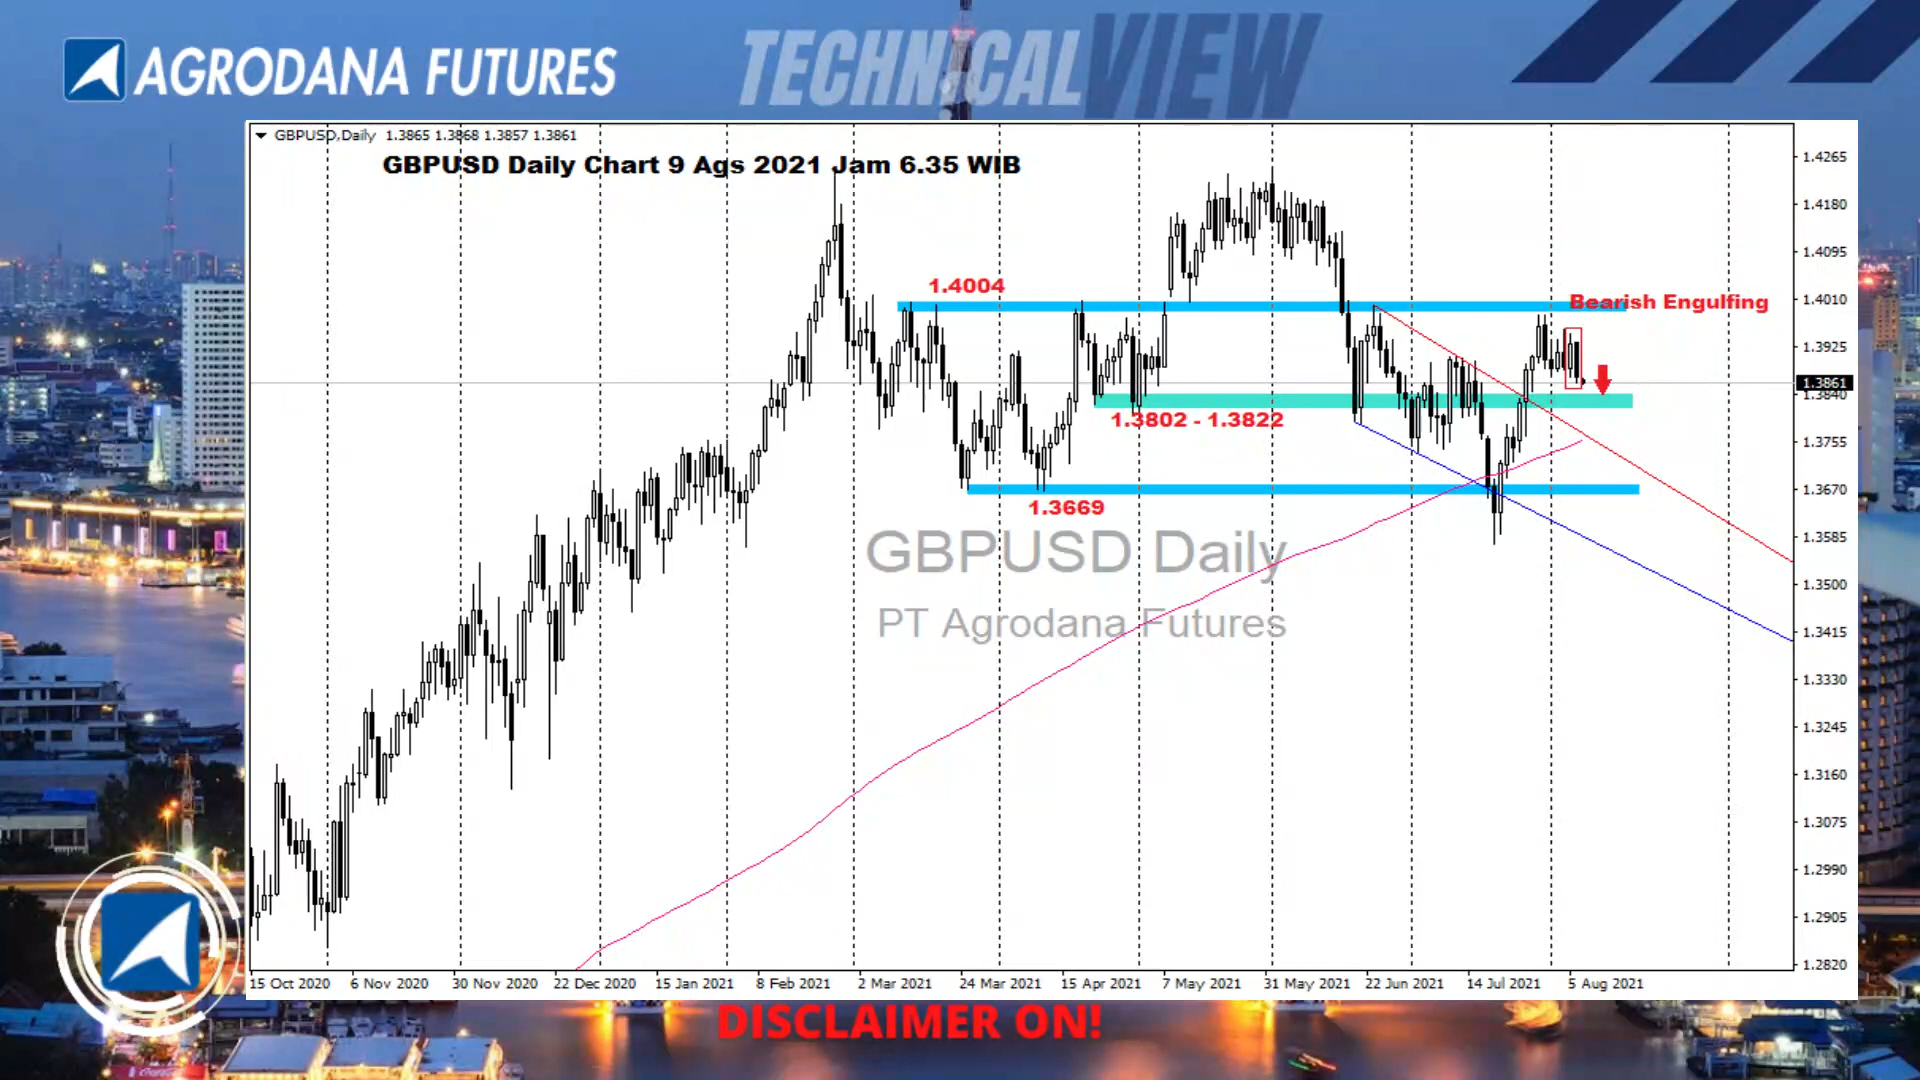 AGRODANA FUTURES
TECHNICAL VIEW
GBPUSD,Daily 1.3865 1.3868 1.3857 1.3861
GBPUSD Daily Chart 9 Ags 2021 Jam 6.35 WIB
1.4004
Bearish Engulfing
1.3802 - 1.3822
1.3669
GBPUSD Daily
PT Agrodana Futures
1.4265
1.4180
1.4095
1.4010
1.3925
1.3861
1.3840
1.3755
1.3670
1.3585
1.3500
1.3415
1.3330
1.3245
1.3160
1.3075
1.2990
1.2905
1.2820
15 Oct 2020 6 Nov 2020 30 Nov 2020 22 Dec 2020 15 Jan 2021 8 Feb 2021 2 Mar 2021 24 Mar 2021 15 Apr 2021 7 May 2021 31 May 2021 22 Jun 2021 14 Jul 2021 5 Aug 2021
DISCLAIMER ON!